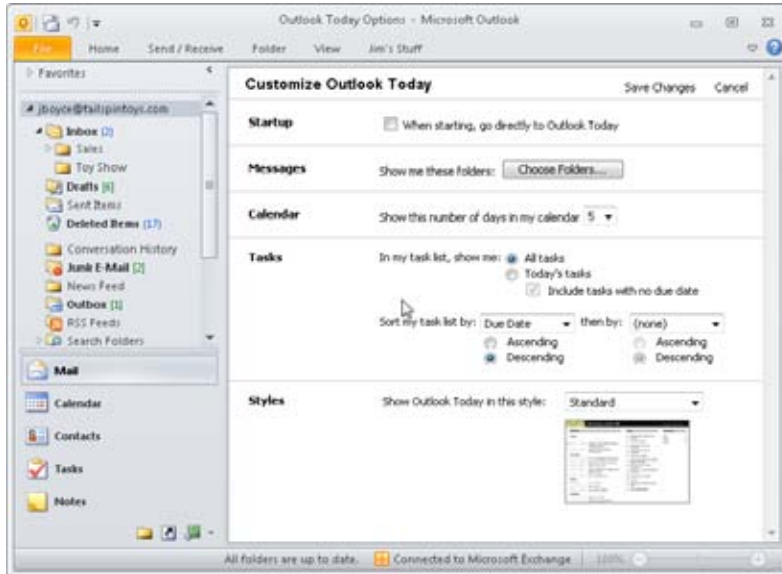 Outlook Today Options - Microsoft Outlook
File Home Send / Receive Folder View Jim's Stuff
Favorites
jboyce@tailspintoys.com
Inbox (2)
Sales
Toy Show
Drafts [6]
Sent Items
Deleted Items (17)
Conversation History
Junk E-Mail [2]
News Feed
Outbox [1]
RSS Feeds
Search Folders
Mail
Calendar
Contacts
Tasks
Notes
Customize Outlook Today Save Changes Cancel
Startup When starting, go directly to Outlook Today
Messages Show me these folders: Choose Folders....
Calendar Show this number of days in my calendar 5
Tasks In my task list, show me: All tasks
Today's tasks
Include tasks with no due date
Sort my task list by: Due Date then by: (none)
Ascending Ascending
Descending Descending
Styles Show Outlook Today in this style: Standard
All folders are up to date. Connected to Microsoft Exchange 100%